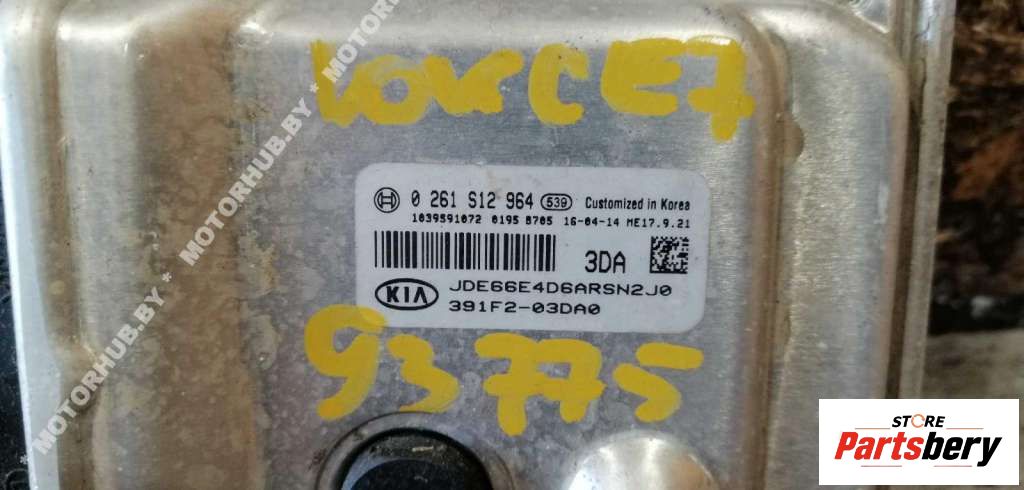 KORCE7
0 261 S12 964 539 Customized in Korea
1039591072 0195 8705 16-04-14 ME17.9.21
3DA
KIA JDE66E4D6ARSN2J0
391F2-03DA0
93775
MOTORHUB.BY * MOTORHUB.BY * MOTORHUB.BY
STORE
Partsbery